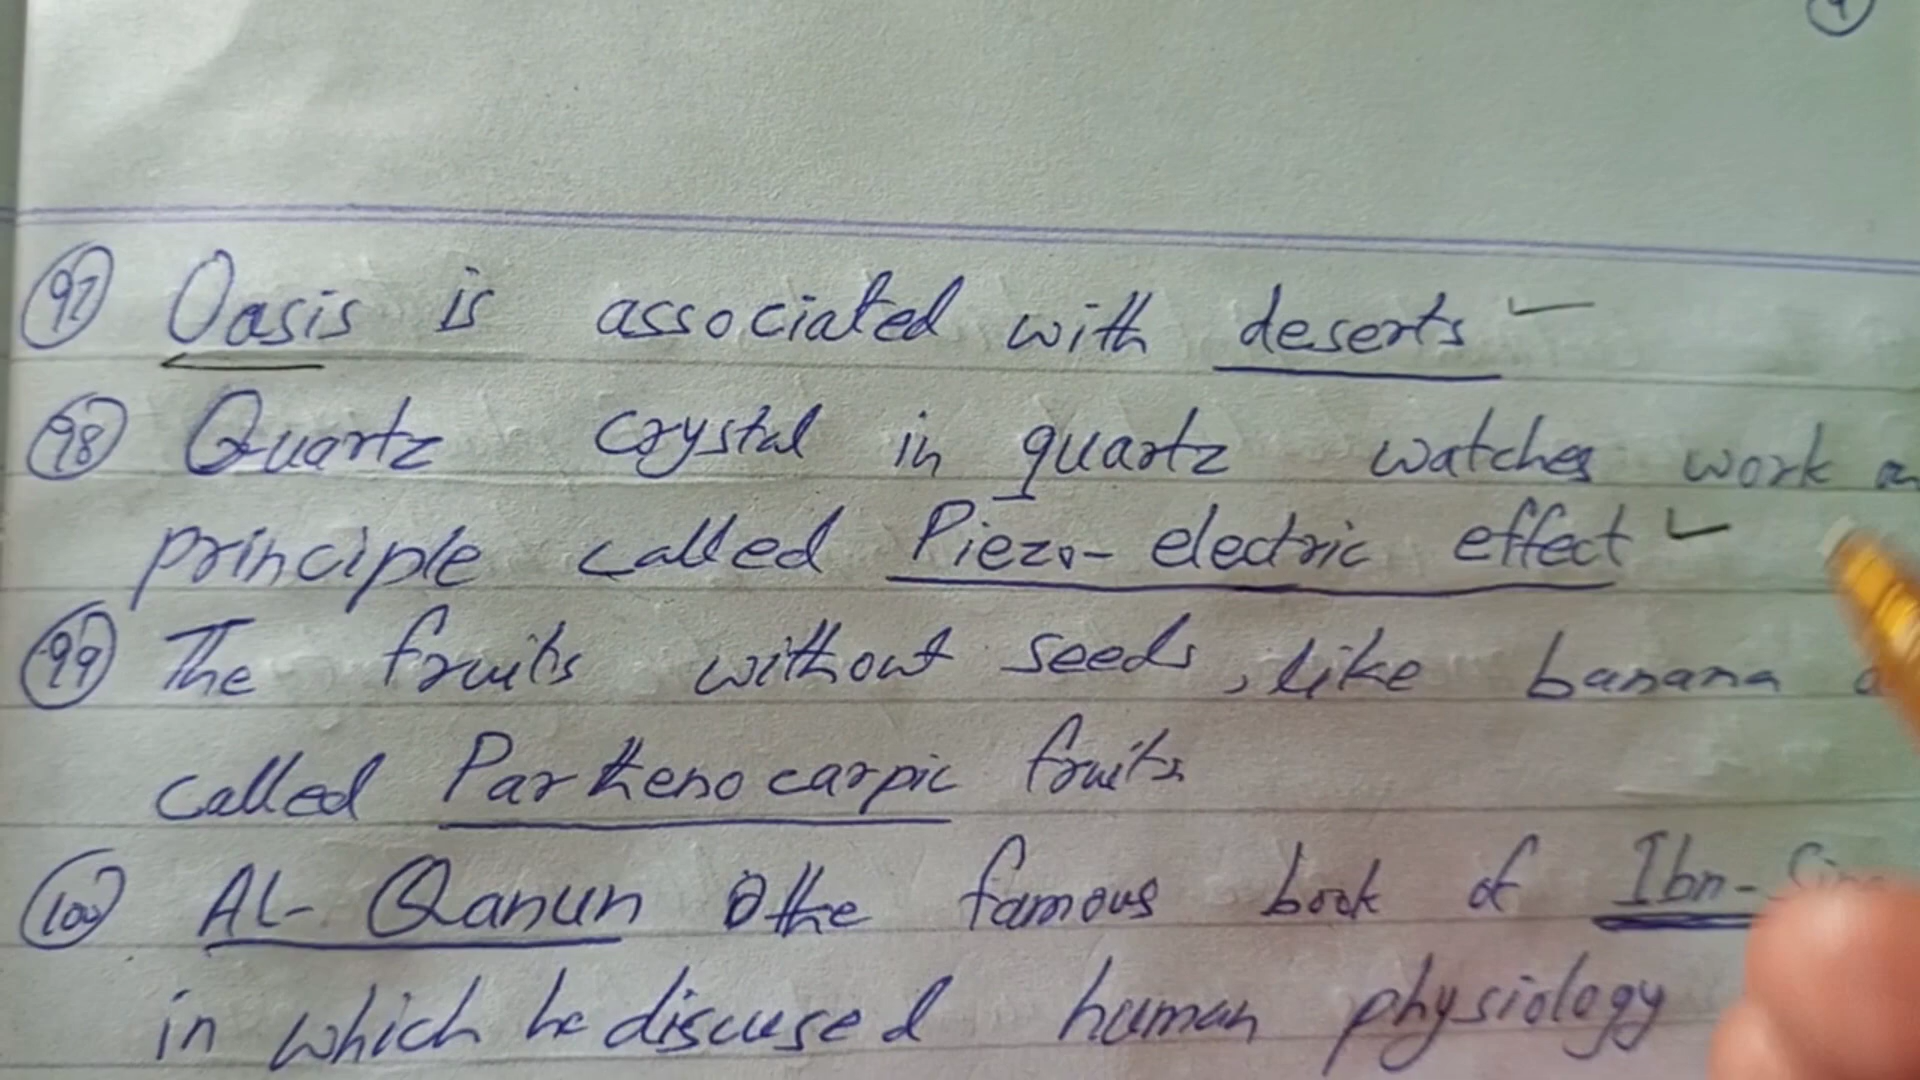 97 Oasis is associated with deserts
98 Quartz crystal in quartz watches work on
principle called Piezo-electric effect
99 The fruits without seeds, like banana
called Parthenocarpic fruits
100 AL-Qanun the famous book of Ibn-
in which he discused human physiology